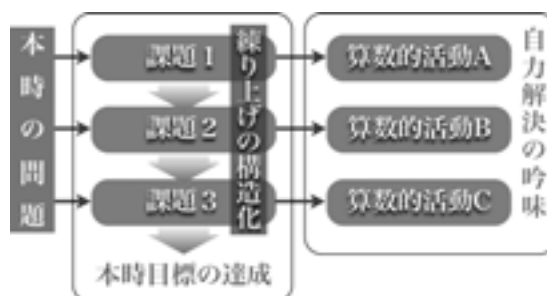 本時の問題
課題1
課題2
課題3
練り上げの構造化
本時目標の達成
算数的活動A
算数的活動B
算数的活動C
自力解決の吟味